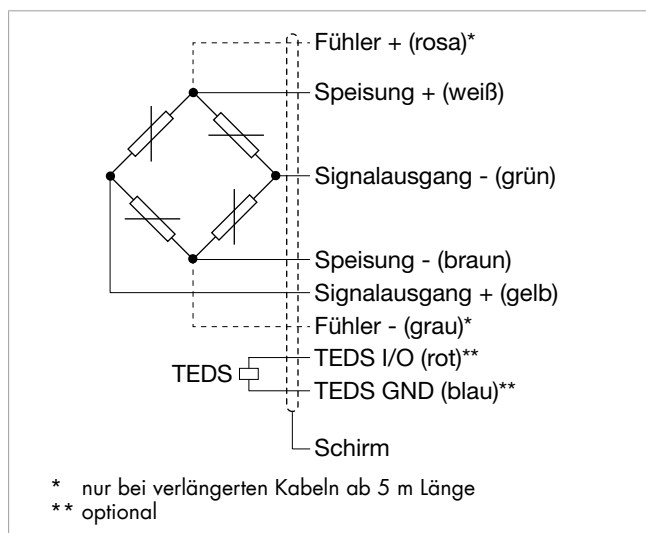 Fühler + (rosa)*
Speisung + (weiß)
Signalausgang - (grün)
Speisung - (braun)
Signalausgang + (gelb)
Fühler - (grau)*
TEDS I/O (rot)**
TEDS
TEDS GND (blau)**
Schirm
* nur bei verlängerten Kabeln ab 5 m Länge
** optional